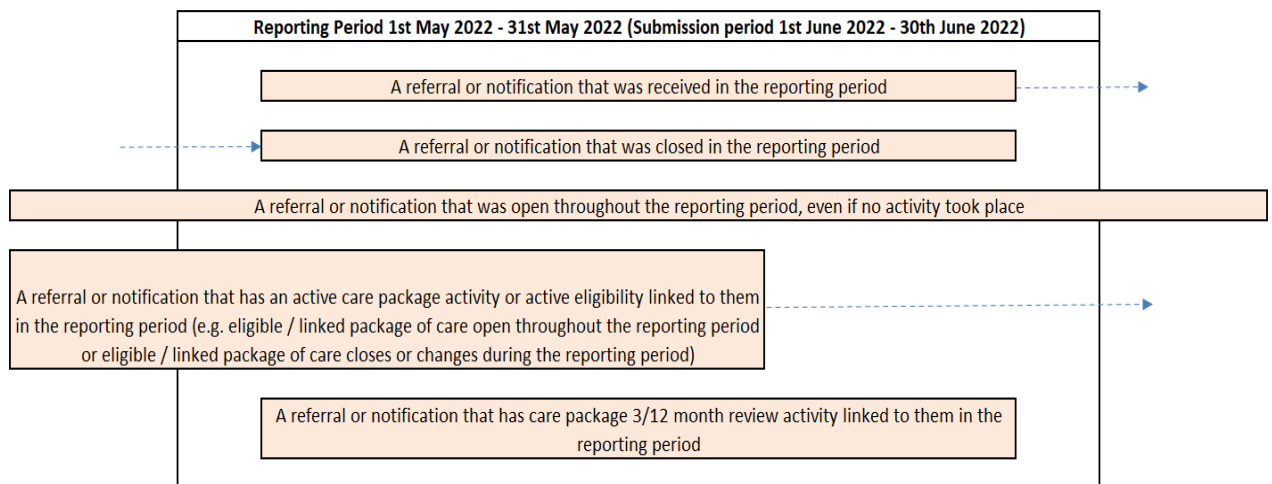 Reporting Period 1st May 2022 - 31st May 2022 (Submission period 1st June 2022 - 30th June 2022)
A referral or notification that was received in the reporting period
A referral or notification that was closed in the reporting period
A referral or notification that was open throughout the reporting period, even if no activity took place
A referral or notification that has an active care package activity or active eligibility linked to them
in the reporting period (e.g. eligible / linked package of care open throughout the reporting period
or eligible / linked package of care closes or changes during the reporting period)
A referral or notification that has care package 3/12 month review activity linked to them in the
reporting period